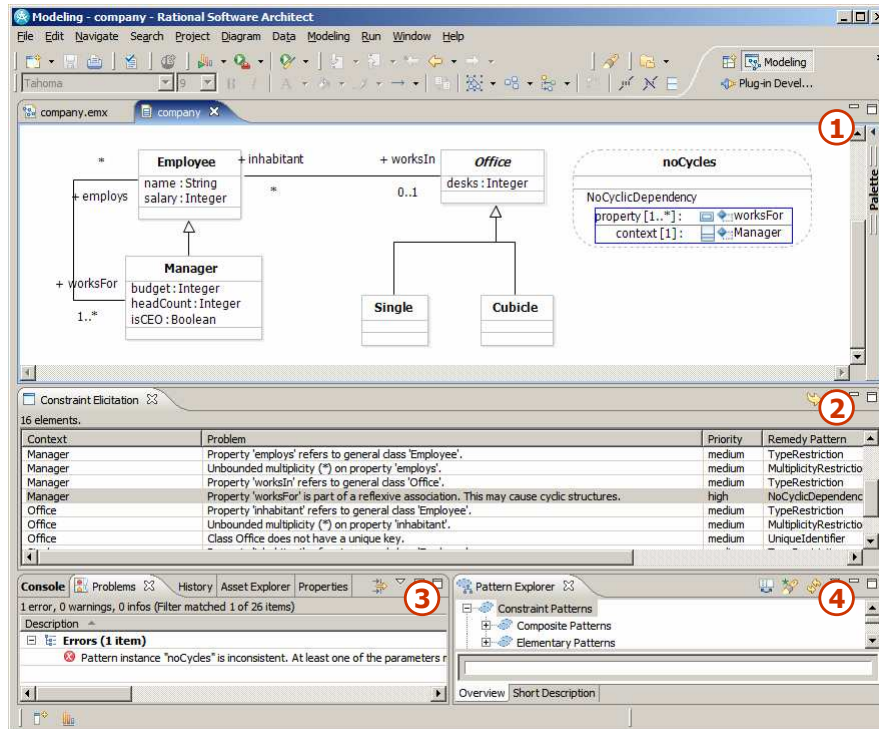 Modeling - company - Rational Software Architect
File Edit Navigate Search Project Diagram Data Modeling Run Window Help
Modeling
Tahoma 9 B I A Plug-in Devel...
company.emx company
1
Palette
* Employee + inhabitant + worksIn Office noCycles
name : String
salary : Integer
+ employs * 0..1 desks : Integer
NoCyclicDependency
property [1..*] : worksFor
context [1] : Manager
Manager
+ worksFor
budget : Integer
headCount : Integer
isCEO : Boolean
1..*
Single Cubicle
Constraint Elicitation
2
16 elements.
Context Problem Priority Remedy Pattern
Manager Property 'employs' refers to general class 'Employee'. medium TypeRestriction
Manager Unbounded multiplicity (*) on property 'employs'. medium MultiplicityRestrictio
Manager Property 'worksIn' refers to general class 'Office'. medium TypeRestriction
Manager Property 'worksFor' is part of a reflexive association. This may cause cyclic structures. high NoCyclicDependenc
Office Property 'inhabitant' refers to general class 'Employee'. medium TypeRestriction
Office Unbounded multiplicity (*) on property 'inhabitant'. medium MultiplicityRestrictio
Office Class Office does not have a unique key. medium UniqueIdentifier
Console Problems History Asset Explorer Properties
3
1 error, 0 warnings, 0 infos (Filter matched 1 of 26 items)
Description
Errors (1 item)
Pattern instance "noCycles" is inconsistent. At least one of the parameters r
Pattern Explorer
4
Constraint Patterns
Composite Patterns
Elementary Patterns
Overview Short Description